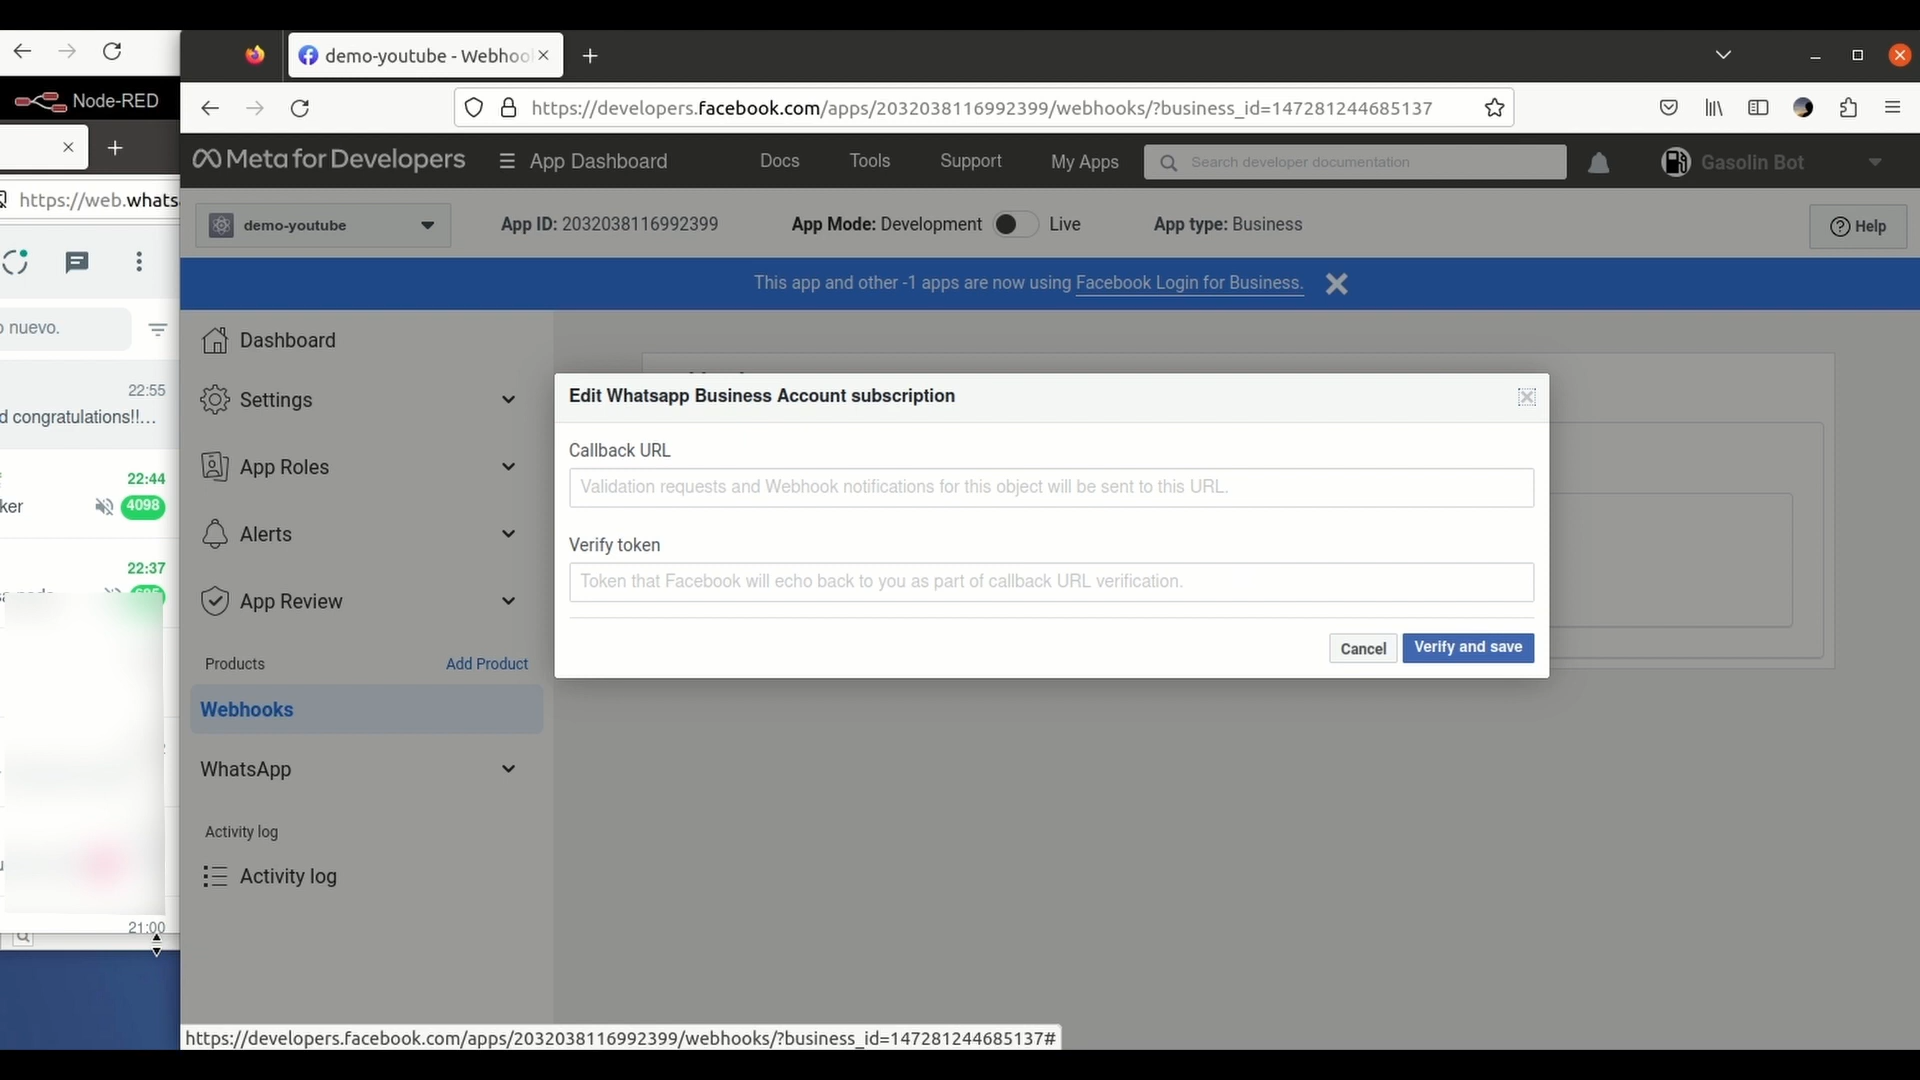 Node-RED
https://web.whats
o nuevo.
22:55
d congratulations!!...
22:44
ker
4098
22:37
21:00
demo-youtube - Webhoo
https://developers.facebook.com/apps/2032038116992399/webhooks/?business_id=147281244685137
Meta for Developers
App Dashboard
Docs
Tools
Support
My Apps
Search developer documentation
Gasolin Bot
demo-youtube
App ID: 2032038116992399
App Mode: Development
Live
App type: Business
Help
This app and other -1 apps are now using Facebook Login for Business.
Dashboard
Settings
App Roles
Alerts
App Review
Products
Add Product
Webhooks
WhatsApp
Activity log
Activity log
Edit Whatsapp Business Account subscription
Callback URL
Validation requests and Webhook notifications for this object will be sent to this URL.
Verify token
Token that Facebook will echo back to you as part of callback URL verification.
Cancel
Verify and save
https://developers.facebook.com/apps/2032038116992399/webhooks/?business_id=147281244685137#